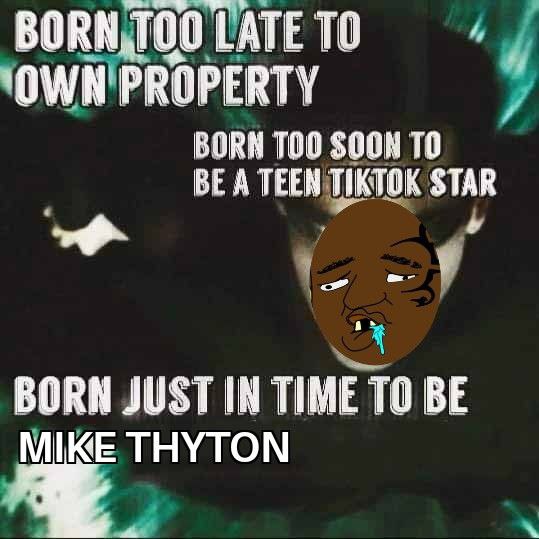 BORN TOO LATE TO
OWN PROPERTY
BORN TOO SOON TO
BE A TEEN TIKTOK STAR
BORN JUST IN TIME TO BE
MIKE THYTON